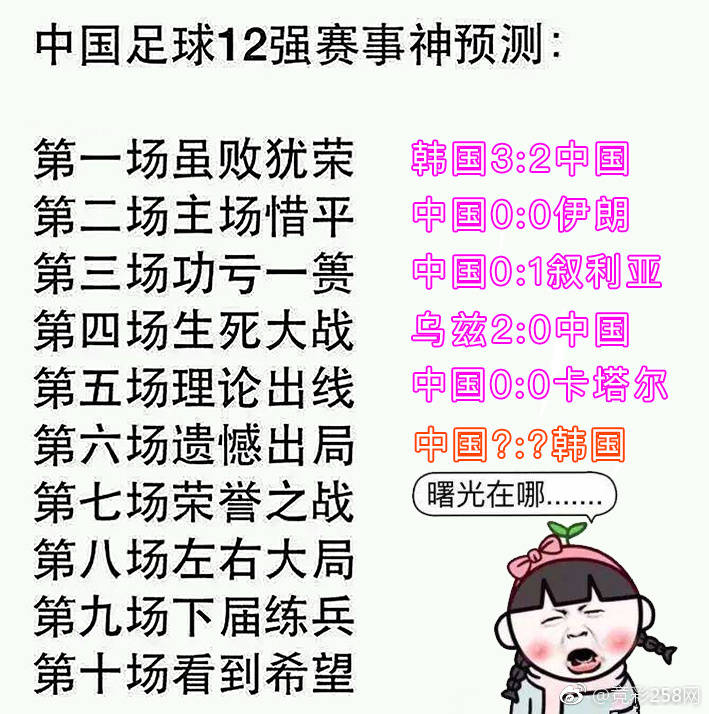 中国足球12强赛事神预测：
第一场虽败犹荣 韩国3:2中国
第二场主场惜平 中国0:0伊朗
第三场功亏一篑 中国0:1叙利亚
第四场生死大战 乌兹2:0中国
第五场理论出线 中国0:0卡塔尔
第六场遗憾出局 中国?:?韩国
第七场荣誉之战 曙光在哪.......
第八场左右大局
第九场下届练兵
第十场看到希望
@竞彩258网